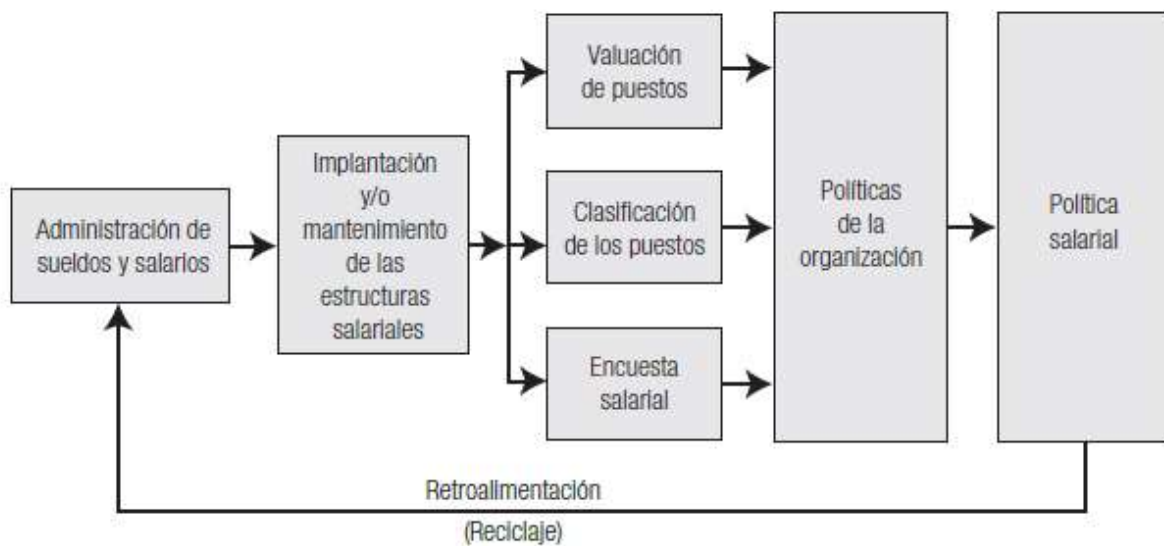 Administración de
sueldos y salarios
Implantación
y/o
mantenimiento
de las
estructuras
salariales
Valuación
de puestos
Clasificación
de los puestos
Encuesta
salarial
Políticas
de la
organización
Política
salarial
Retroalimentación
(Reciclaje)